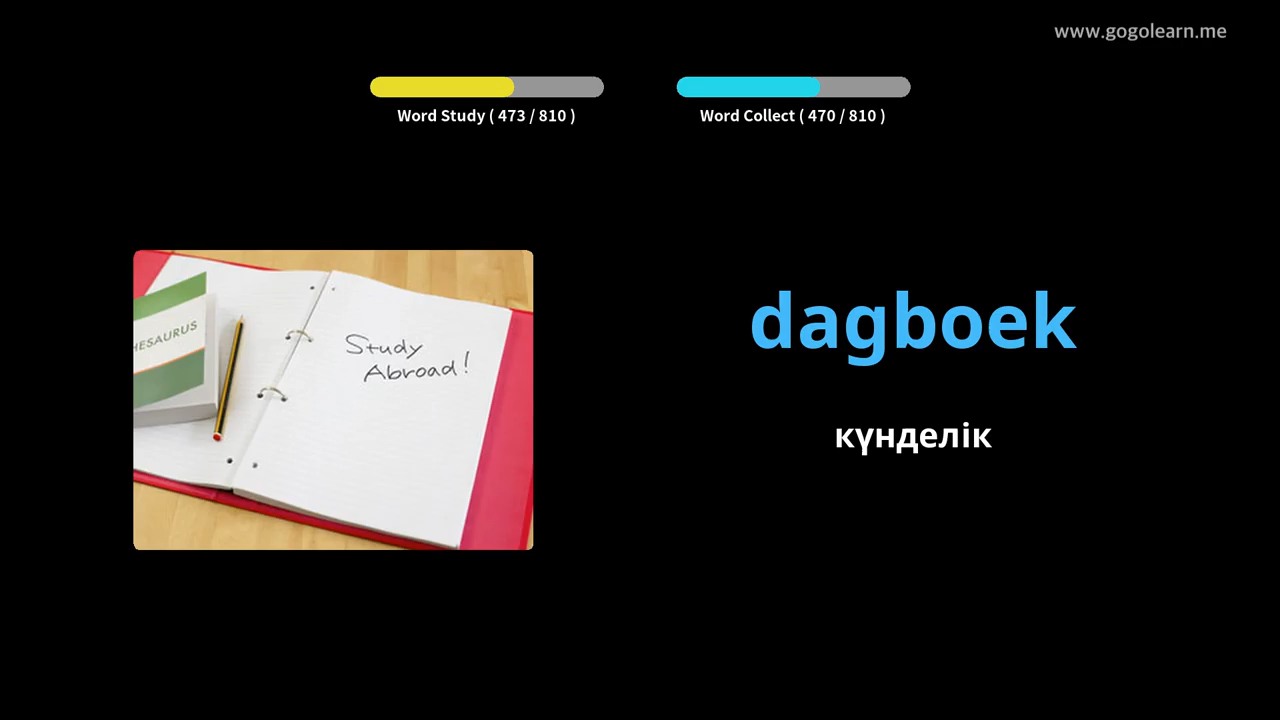 www.gogolearn.me
Word Study ( 473 / 810 )
Word Collect ( 470 / 810 )
HESAURUS
Study
Abroad!
dagboek
күнделік